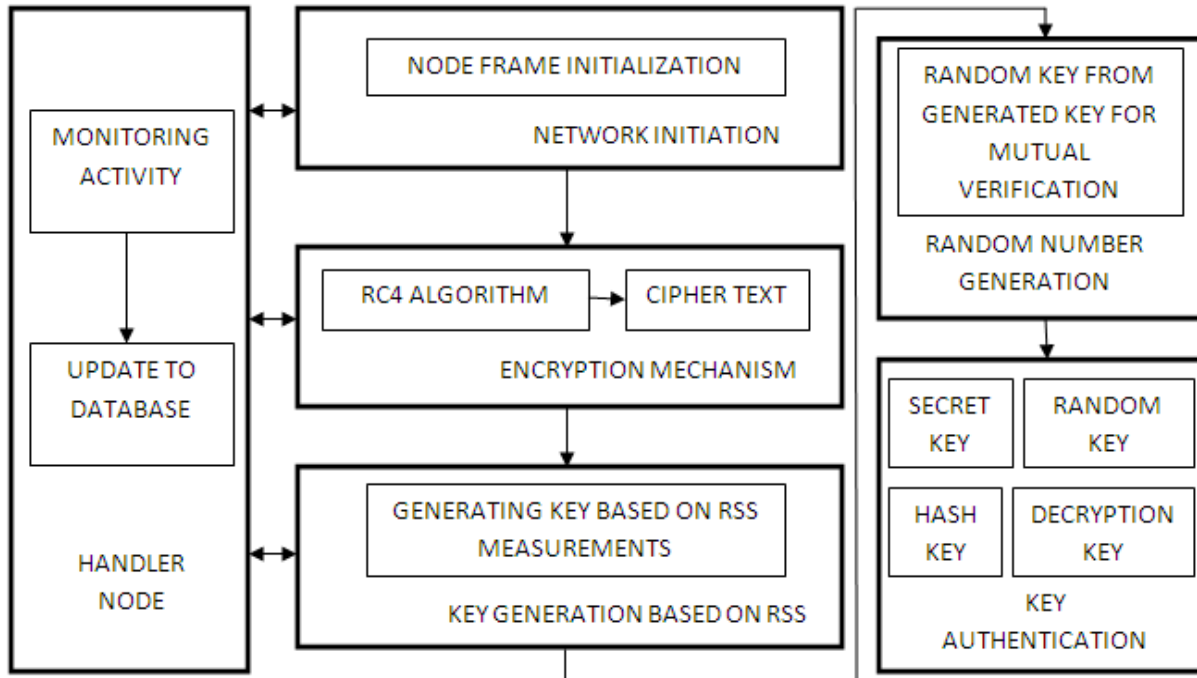 MONITORING
ACTIVITY
UPDATE TO
DATABASE
HANDLER
NODE
NODE FRAME INITIALIZATION
NETWORK INITIATION
RC4 ALGORITHM
CIPHER TEXT
ENCRYPTION MECHANISM
GENERATING KEY BASED ON RSS
MEASUREMENTS
KEY GENERATION BASED ON RSS
RANDOM KEY FROM
GENERATED KEY FOR
MUTUAL
VERIFICATION
RANDOM NUMBER
GENERATION
SECRET
KEY
RANDOM
KEY
HASH
KEY
DECRYPTION
KEY
KEY
AUTHENTICATION